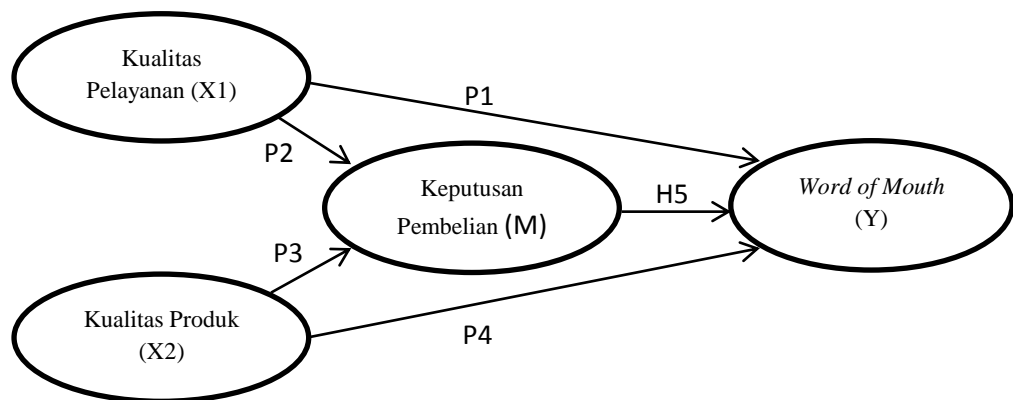 Kualitas
Pelayanan (X1)
P1
P2
Keputusan
Pembelian (M)
H5
Word of Mouth
(Y)
P3
Kualitas Produk
(X2)
P4